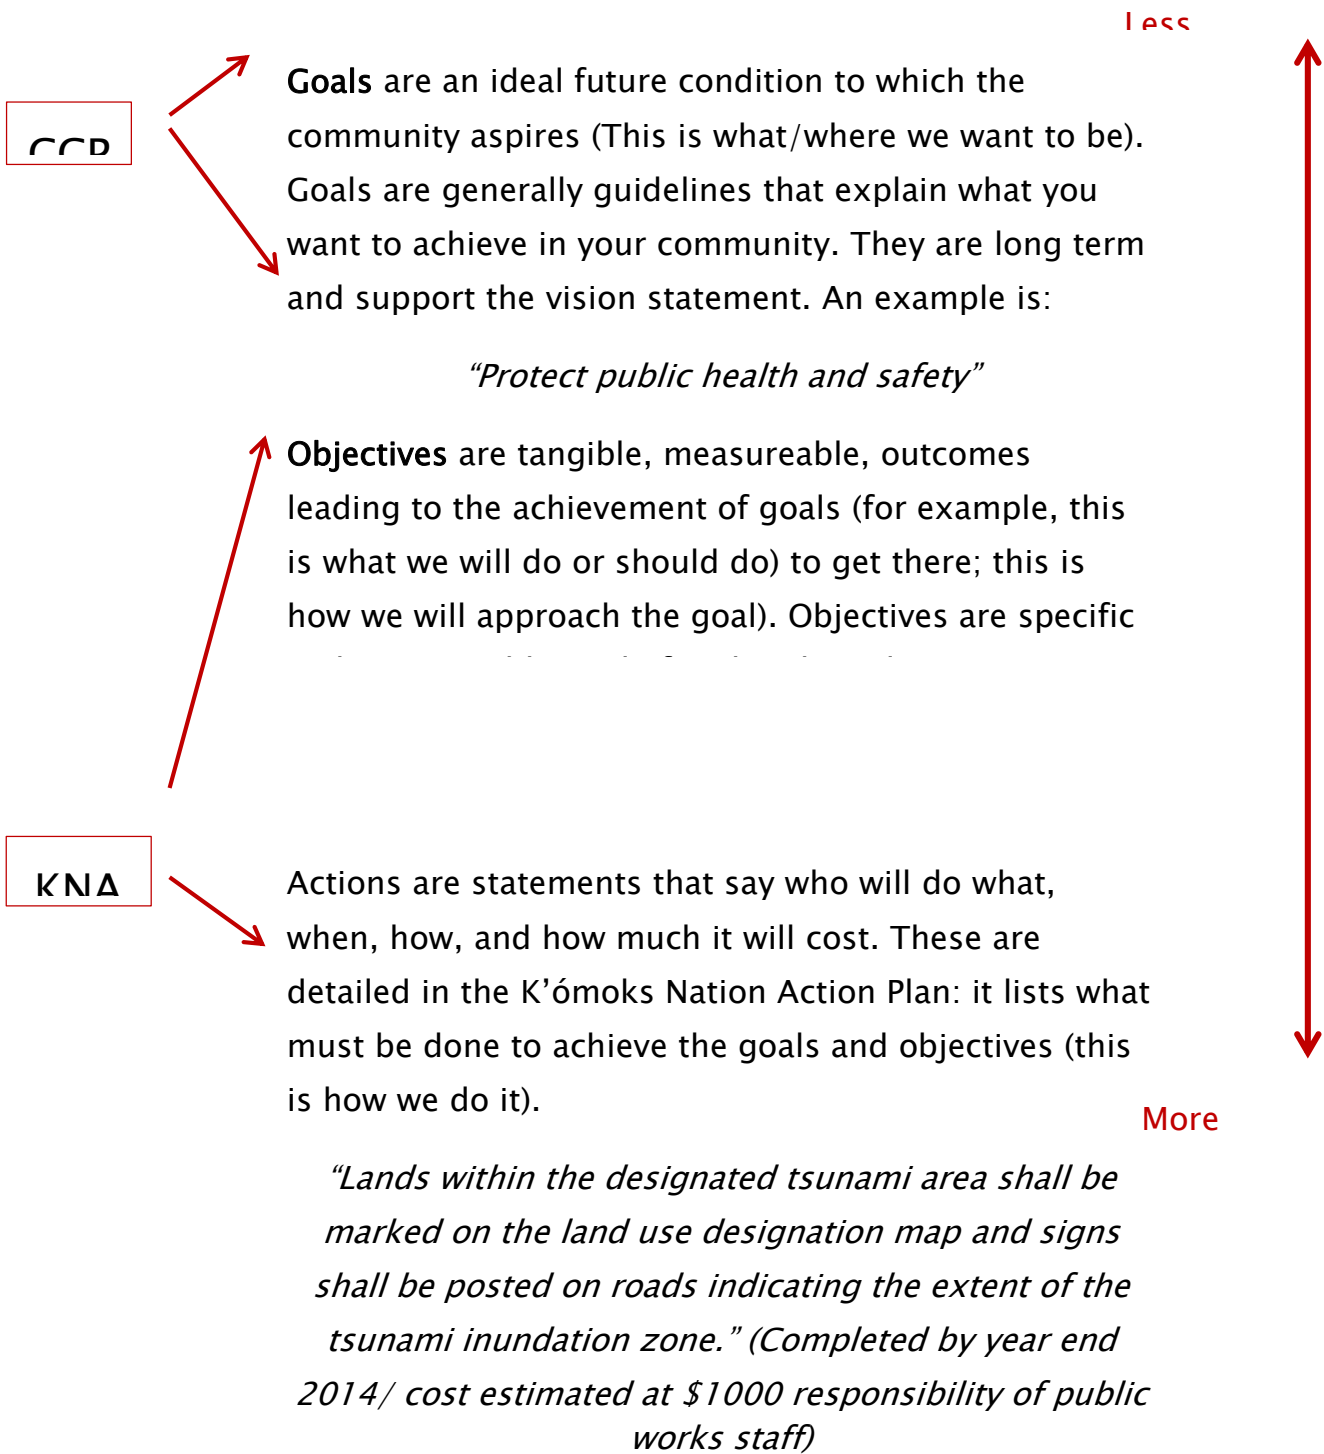 Less
Goals are an ideal future condition to which the
community aspires (This is what/where we want to be).
Goals are generally guidelines that explain what you
want to achieve in your community. They are long term
and support the vision statement. An example is:
“Protect public health and safety”
Objectives are tangible, measureable, outcomes
leading to the achievement of goals (for example, this
is what we will do or should do) to get there; this is
how we will approach the goal). Objectives are specific
KNA
Actions are statements that say who will do what,
when, how, and how much it will cost. These are
detailed in the K’ómoks Nation Action Plan: it lists what
must be done to achieve the goals and objectives (this
is how we do it).
More
“Lands within the designated tsunami area shall be
marked on the land use designation map and signs
shall be posted on roads indicating the extent of the
tsunami inundation zone.” (Completed by year end
2014/ cost estimated at $1000 responsibility of public
works staff)